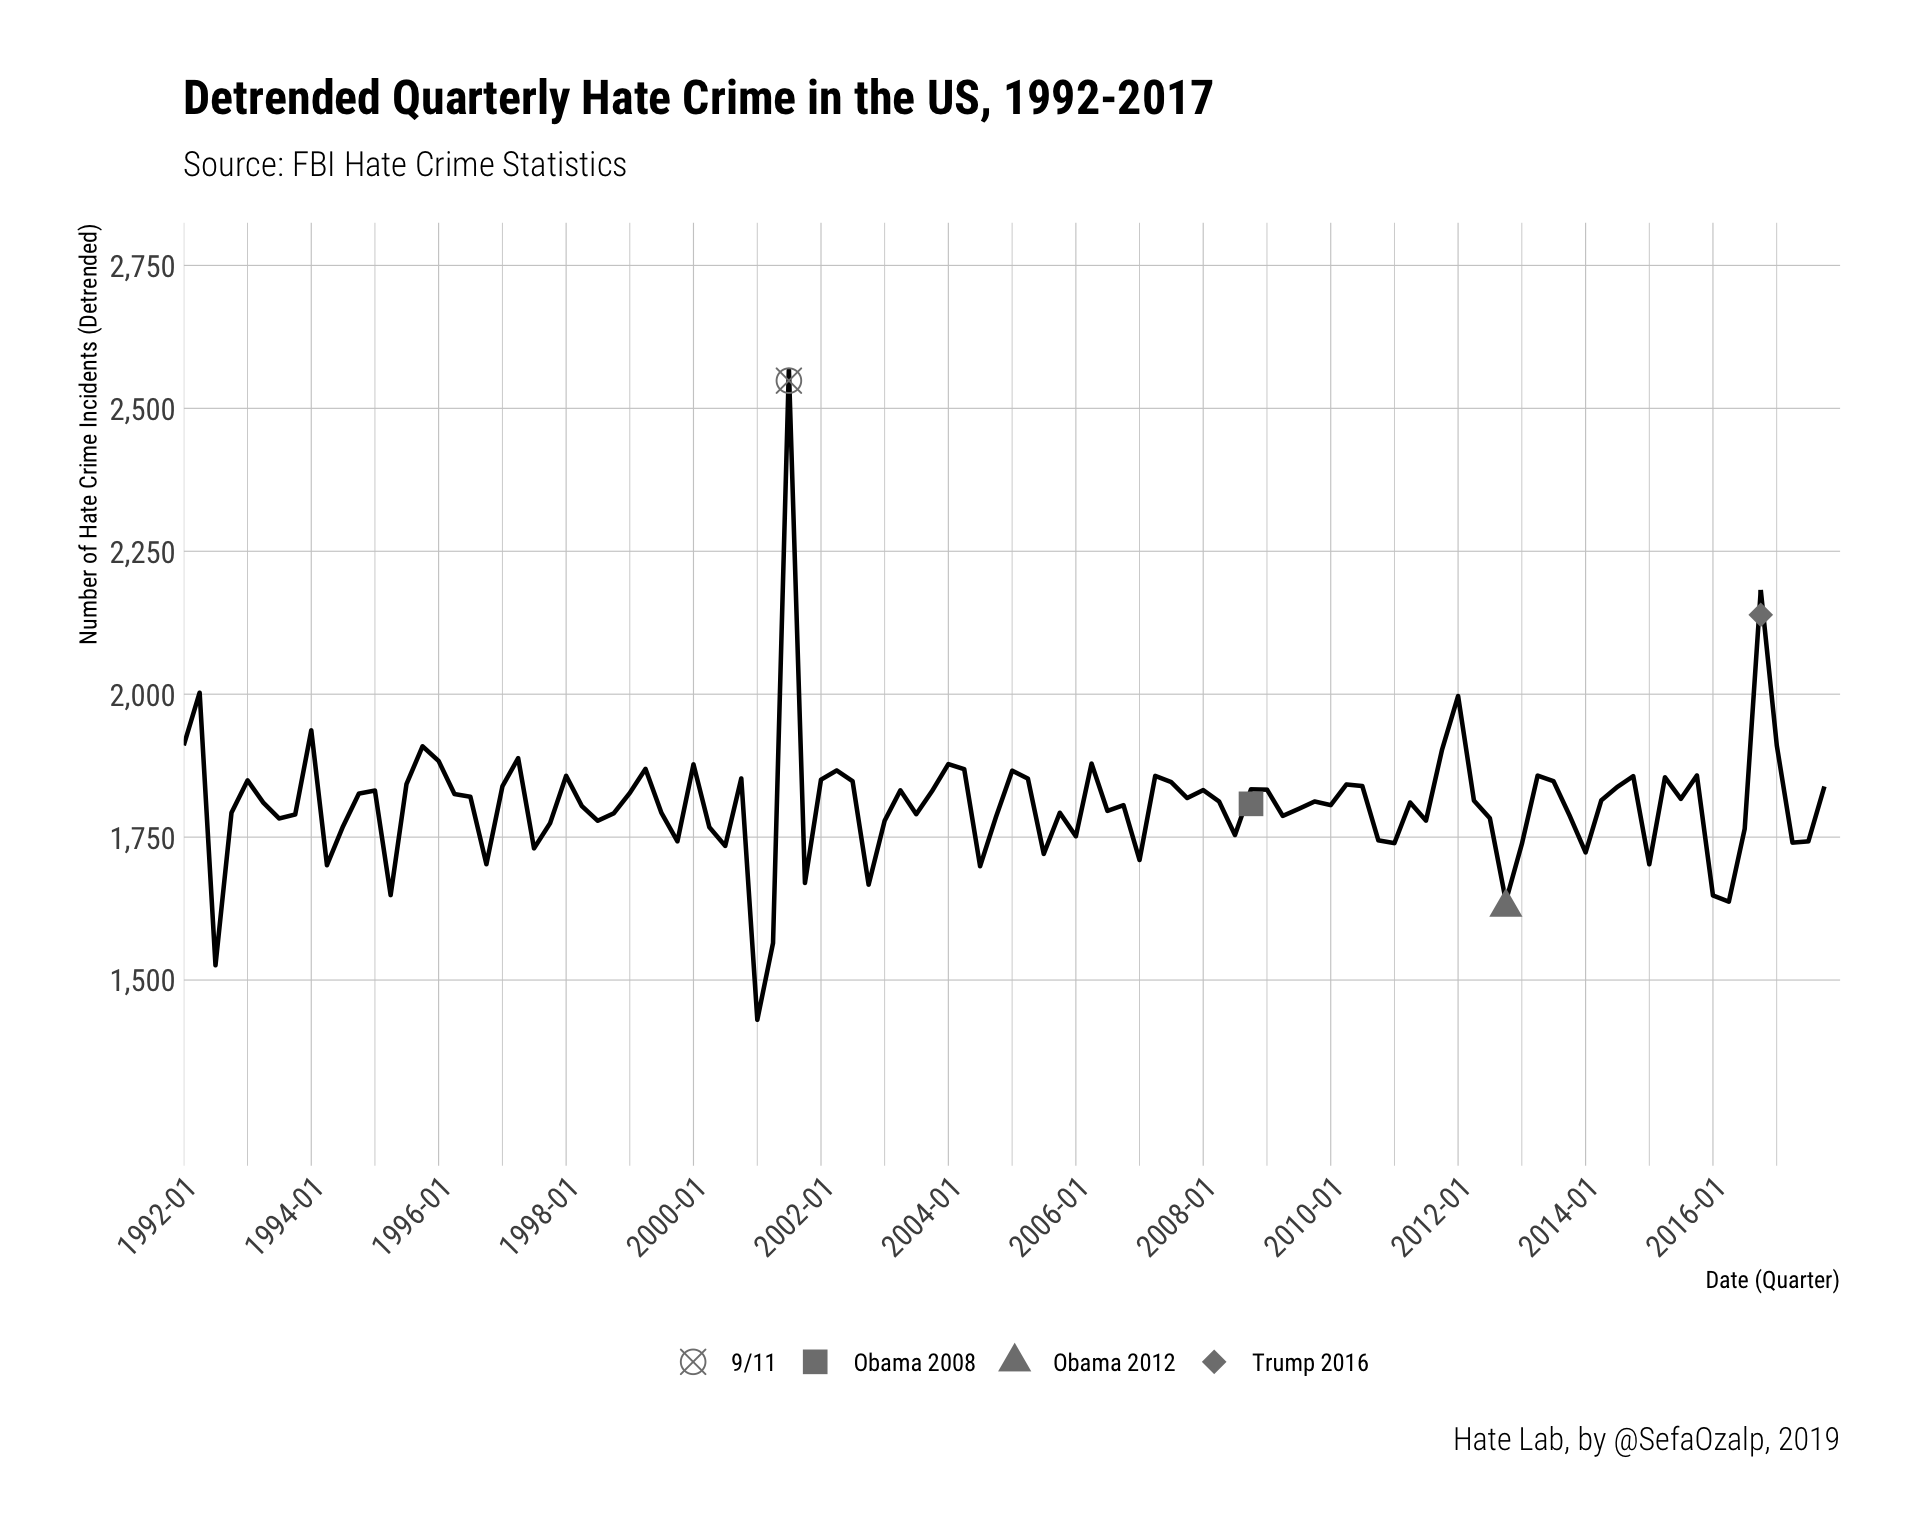 Detrended Quarterly Hate Crime in the US, 1992-2017
Source: FBI Hate Crime Statistics
Number of Hate Crime Incidents (Detrended)
2,750
2,500
2,250
2,000
1,750
1,500
1992-01
1994-01
1996-01
1998-01
2000-01
2002-01
2004-01
2006-01
2008-01
2010-01
2012-01
2014-01
2016-01
Date (Quarter)
9/11
Obama 2008
Obama 2012
Trump 2016
Hate Lab, by @SefaOzalp, 2019